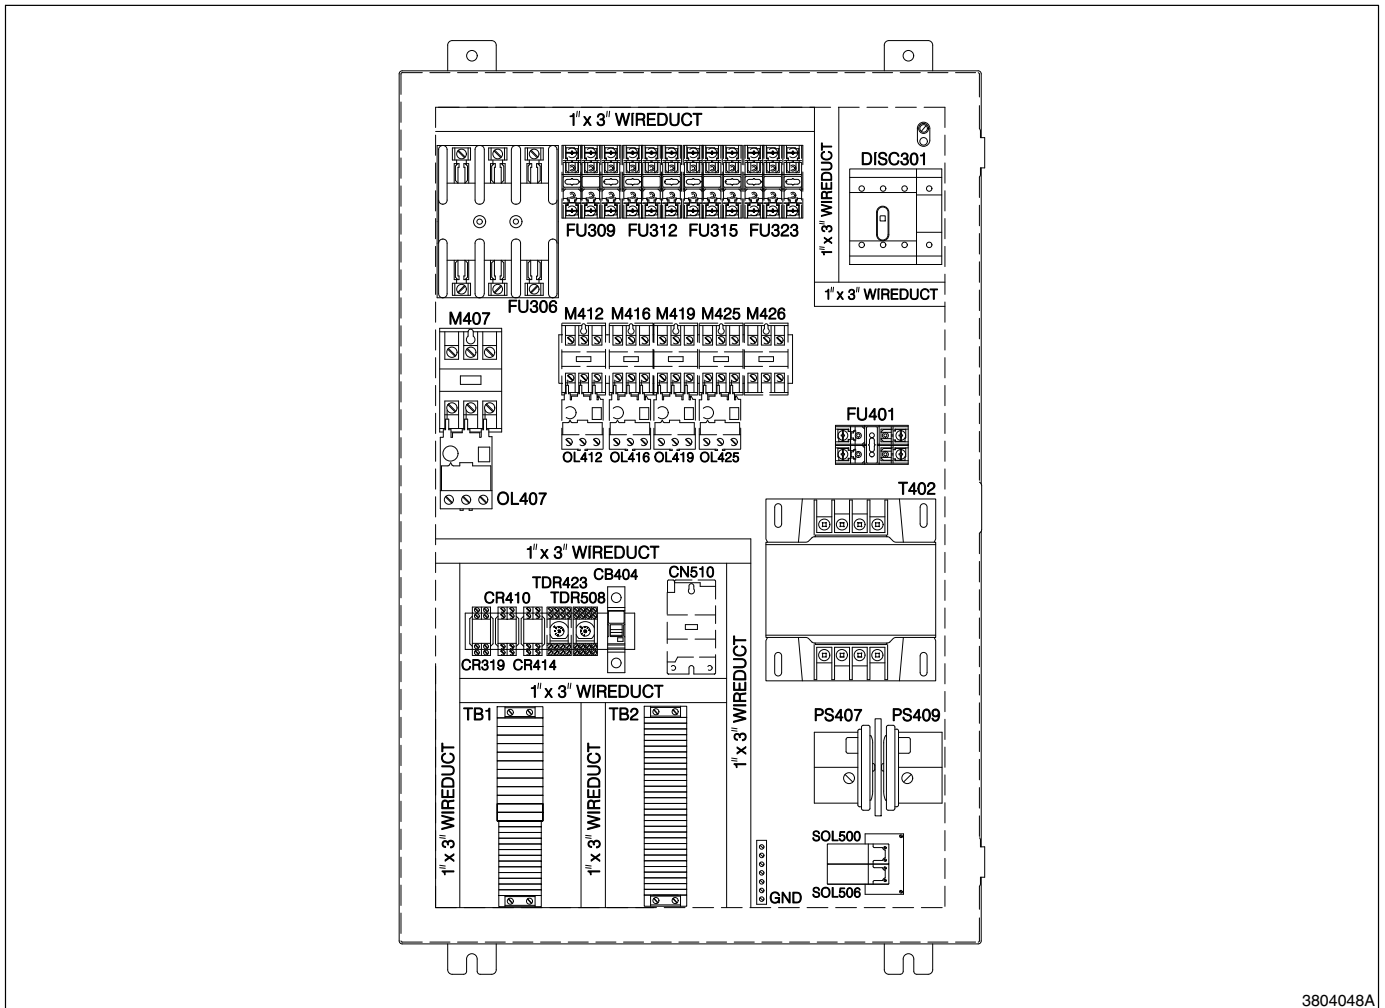 1" x 3" WIREDUCT
DISC301
1" x 3" WIREDUCT
FU309 FU312 FU315 FU323
1" x 3" WIREDUCT
FU306
M407
M412 M416 M419 M425 M426
FU401
OL412 OL416 OL419 OL425
OL407
T402
1" x 3" WIREDUCT
TDR423
CB404
CN510
CR410
TDR508
CR319 CR414
1" x 3" WIREDUCT
1" x 3" WIREDUCT
TB1
TB2
PS407 PS409
1" x 3" WIREDUCT
1" x 3" WIREDUCT
SOL500
SOL506
GND
3804048A